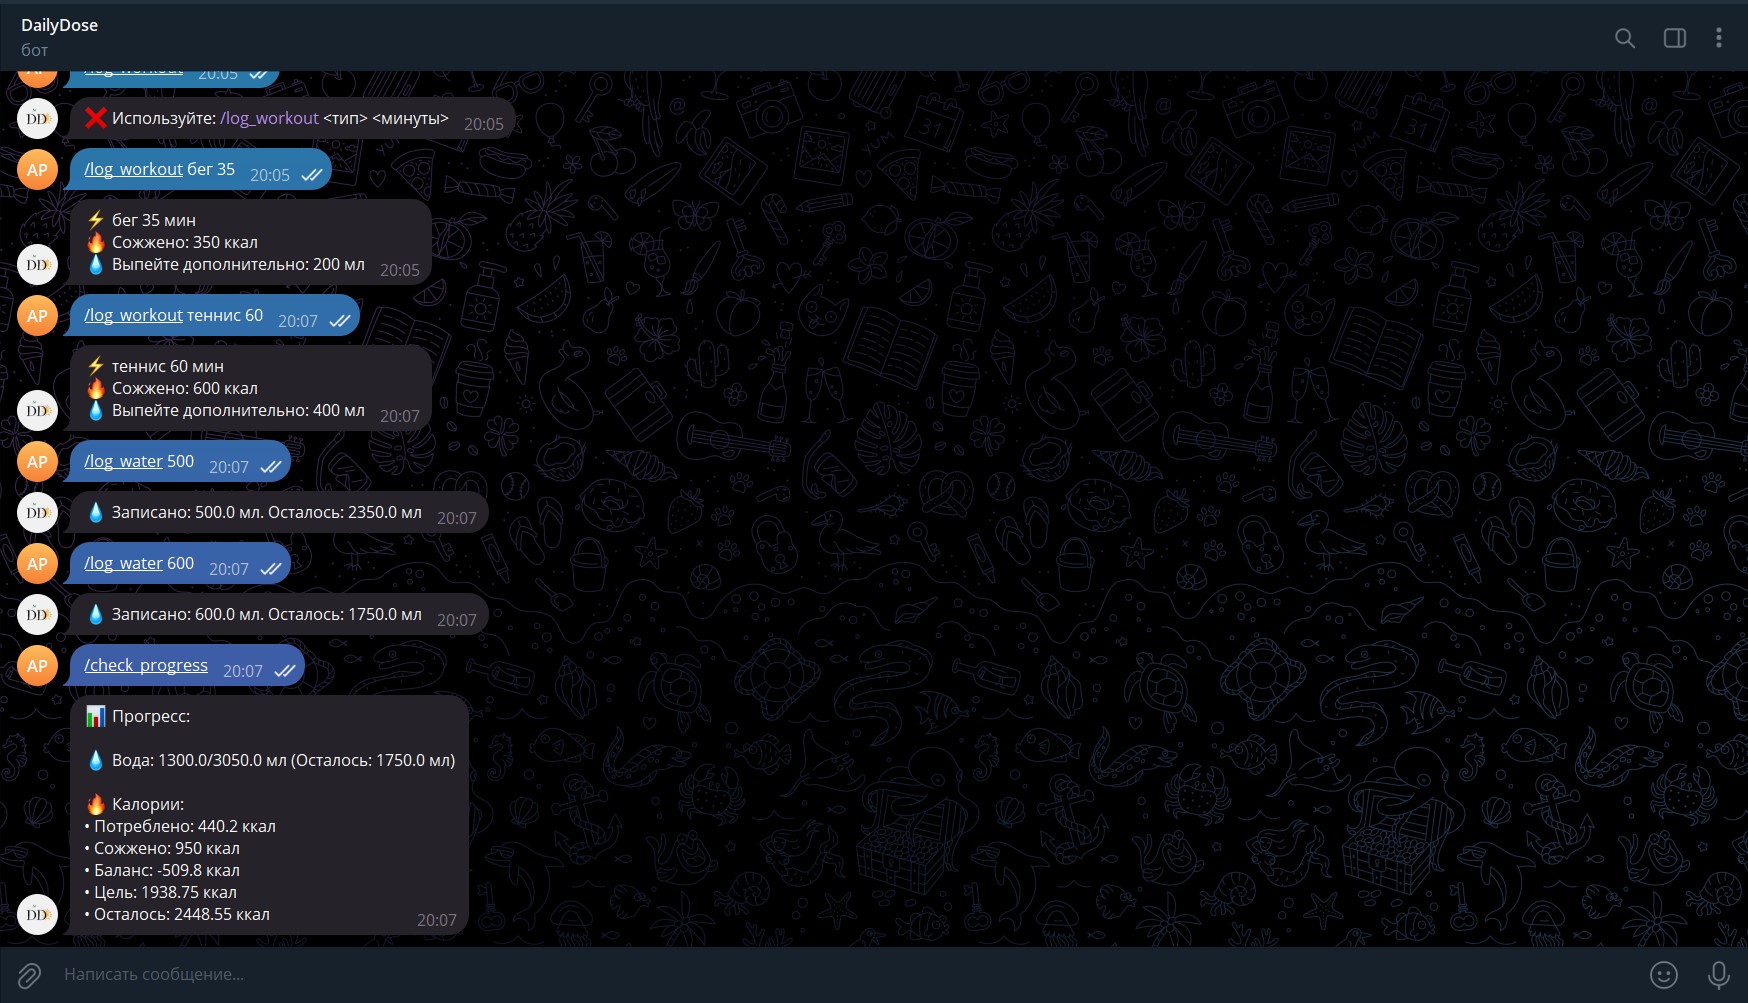 DailyDose
бот
/log_workout 20:05
❌ Используйте: /log_workout <тип> <минуты> 20:05
AP /log_workout бег 35 20:05
⚡ бег 35 мин
🔥 Сожжено: 350 ккал
DD 💧 Выпейте дополнительно: 200 мл 20:05
AP /log_workout теннис 60 20:07
⚡ теннис 60 мин
🔥 Сожжено: 600 ккал
DD 💧 Выпейте дополнительно: 400 мл 20:07
AP /log_water 500 20:07
DD 💧 Записано: 500.0 мл. Осталось: 2350.0 мл 20:07
AP /log_water 600 20:07
DD 💧 Записано: 600.0 мл. Осталось: 1750.0 мл 20:07
AP /check_progress 20:07
📊 Прогресс:
💧 Вода: 1300.0/3050.0 мл (Осталось: 1750.0 мл)
🔥 Калории:
• Потреблено: 440.2 ккал
• Сожжено: 950 ккал
• Баланс: -509.8 ккал
• Цель: 1938.75 ккал
DD • Осталось: 2448.55 ккал 20:07
Написать сообщение...